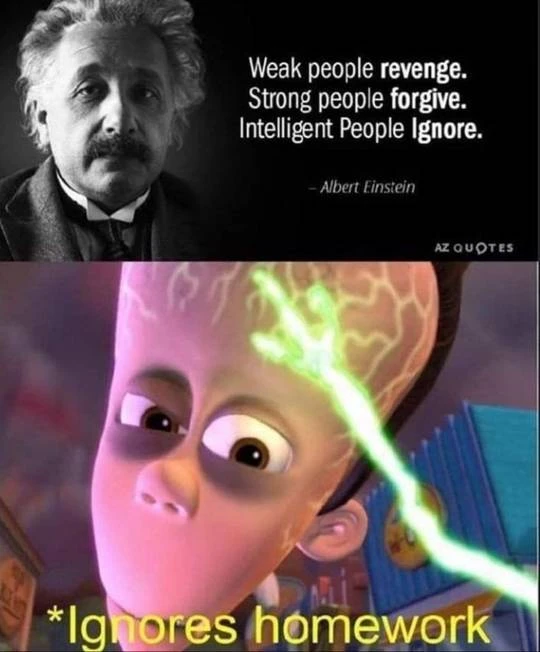 Weak people revenge.
Strong people forgive.
Intelligent People Ignore.
– Albert Einstein
AZ QUOTES
*Ignores homework